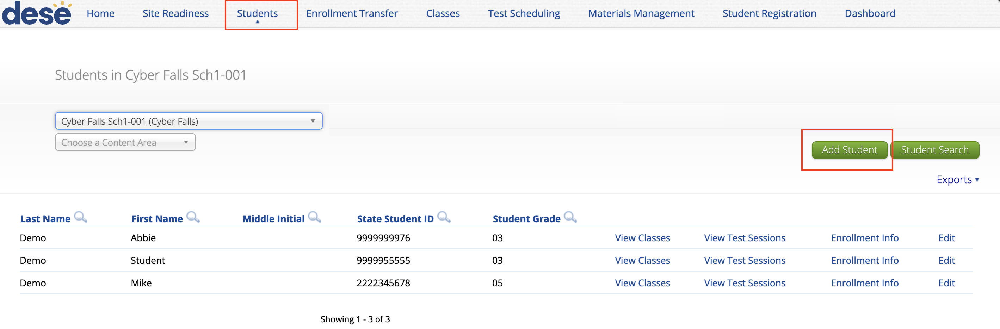 dese Home Site Readiness Students Enrollment Transfer Classes Test Scheduling Materials Management Student Registration Dashboard
Students in Cyber Falls Sch1-001
Cyber Falls Sch1-001 (Cyber Falls)
Choose a Content Area
Add Student Student Search
Exports
Last Name First Name Middle Initial State Student ID Student Grade
Demo Abbie 9999999976 03 View Classes View Test Sessions Enrollment Info Edit
Demo Student 9999955555 03 View Classes View Test Sessions Enrollment Info Edit
Demo Mike 2222345678 05 View Classes View Test Sessions Enrollment Info Edit
Showing 1 - 3 of 3